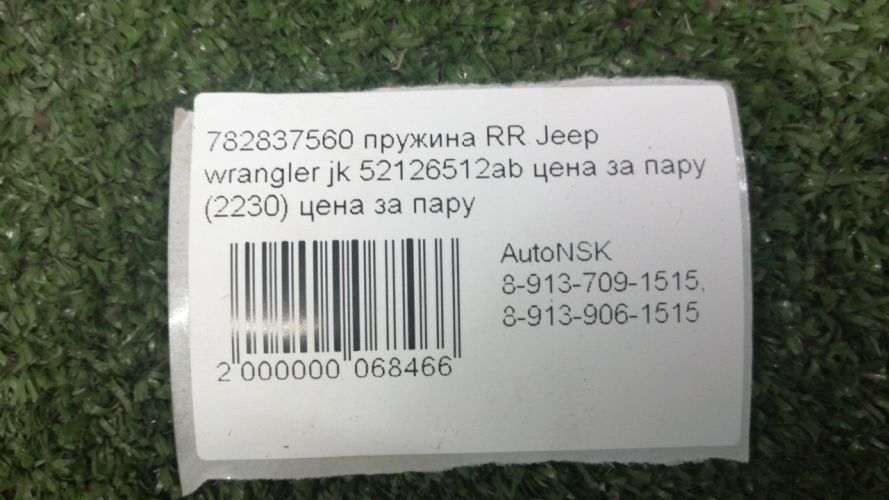 782837560 пружина RR Jeep
wrangler jk 52126512ab цена за пару
(2230) цена за пару
AutoNSK
8-913-709-1515,
8-913-906-1515
2 000000 068466